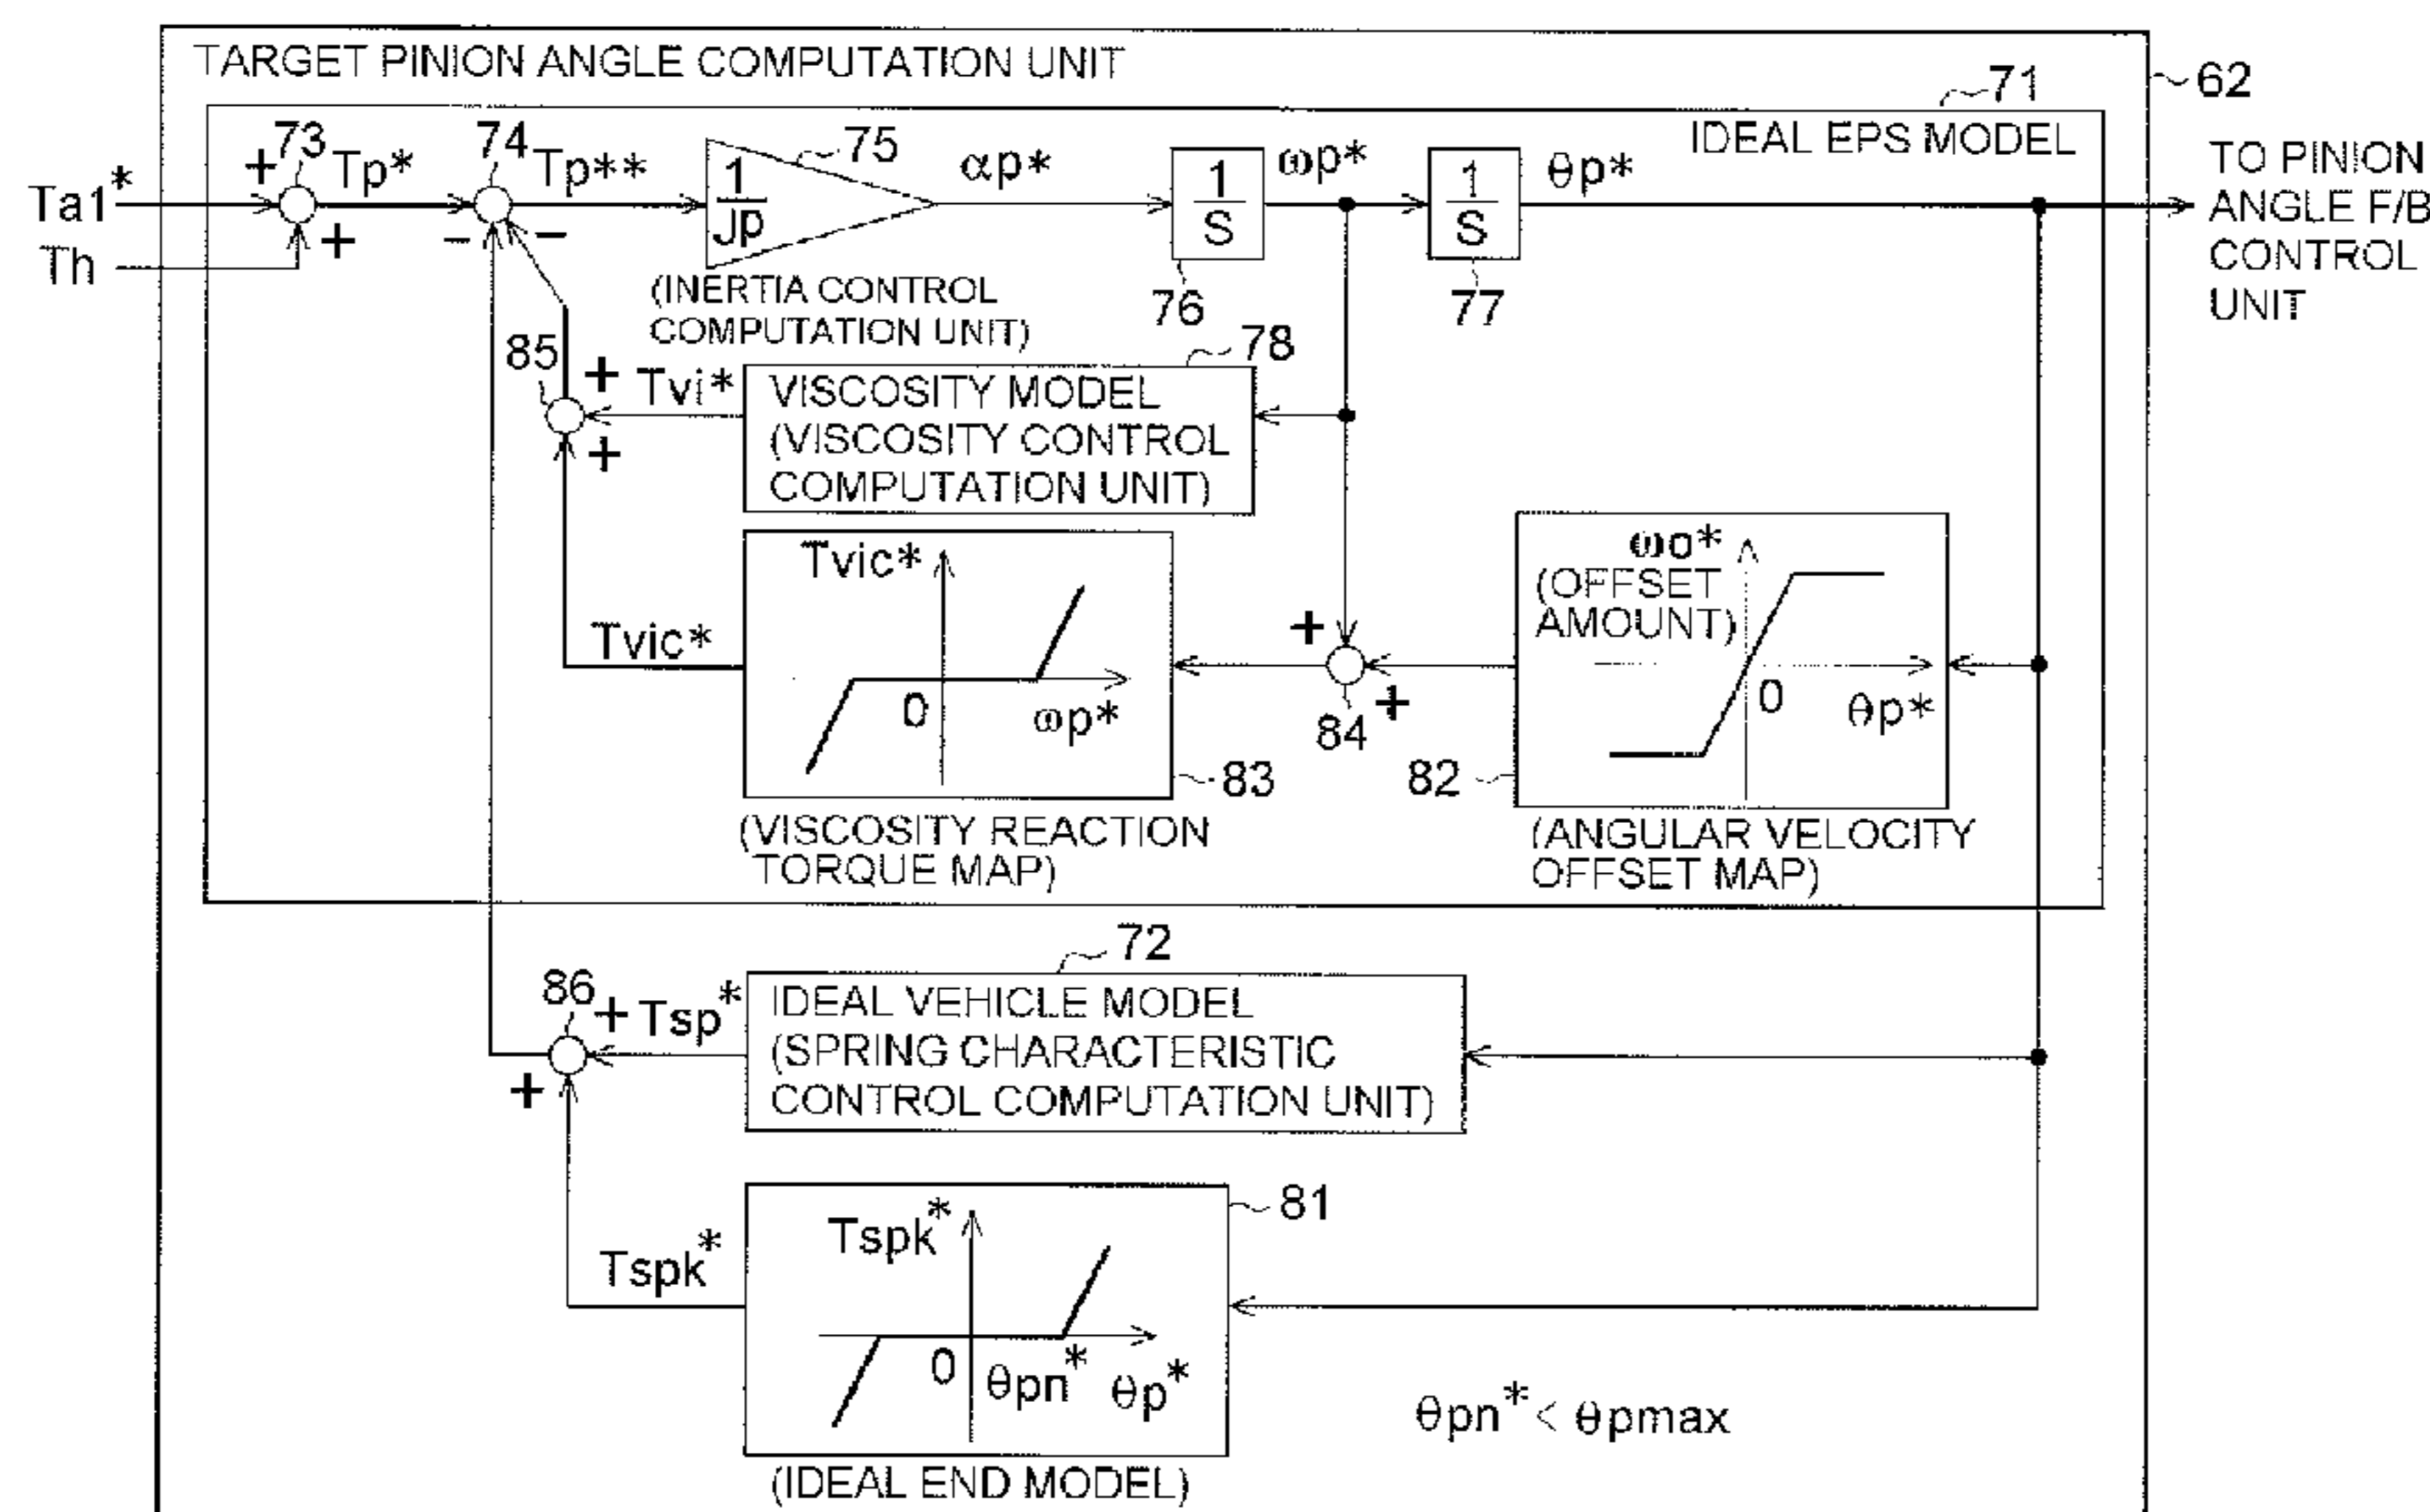 TARGET PINION ANGLE COMPUTATION UNIT
62
71
IDEAL EPS MODEL
Ta1*
Th
+
73
+
Tp*
74
-
-
Tp**
1
Jp
75
(INERTIA CONTROL
COMPUTATION UNIT)
αp*
1
S
76
ωp*
1
S
77
θp*
TO PINION
ANGLE F/B
CONTROL
UNIT
85
+
+
Tvi*
78
VISCOSITY MODEL
(VISCOSITY CONTROL
COMPUTATION UNIT)
Tvic*
Tvic*
0
ωp*
83
(VISCOSITY REACTION
TORQUE MAP)
+
84
+
ωo*
(OFFSET
AMOUNT)
0
θp*
82
(ANGULAR VELOCITY
OFFSET MAP)
86
+
+
Tsp*
72
IDEAL VEHICLE MODEL
(SPRING CHARACTERISTIC
CONTROL COMPUTATION UNIT)
Tspk*
81
Tspk*
0
θpn*
θp*
(IDEAL END MODEL)
θpn* < θpmax